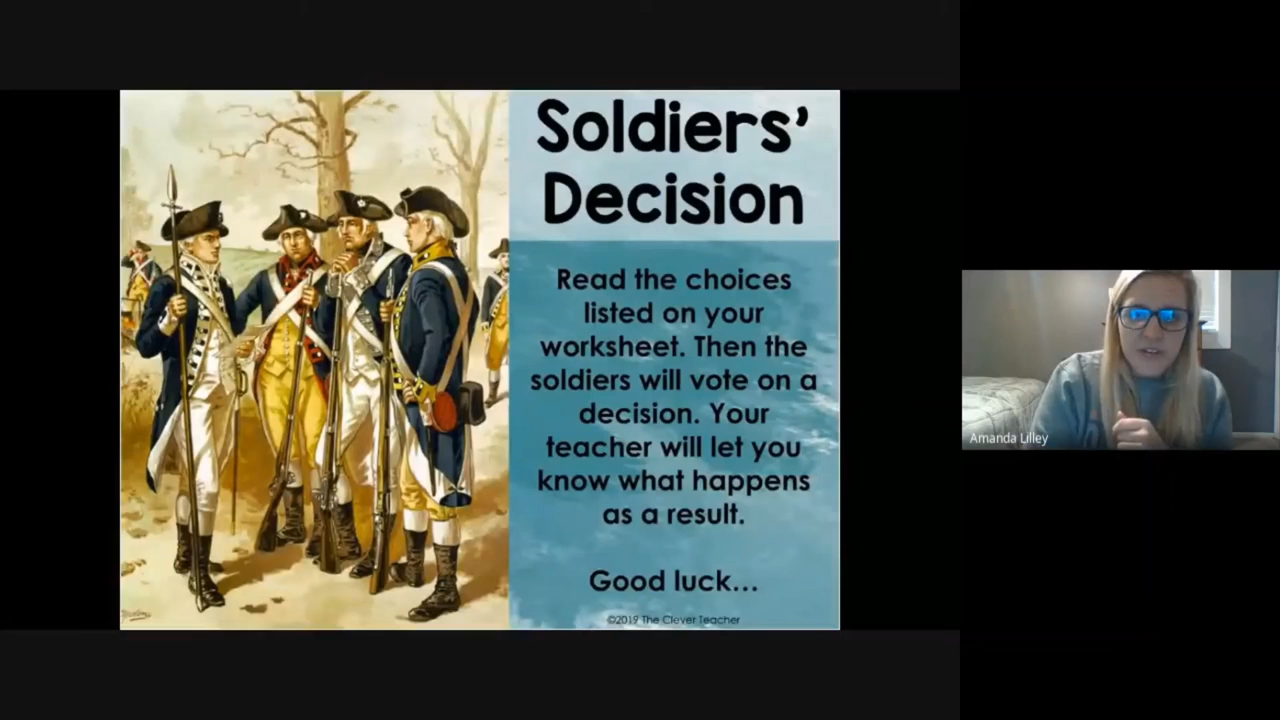 Soldiers’
Decision
Read the choices
listed on your
worksheet. Then the
soldiers will vote on a
decision. Your
teacher will let you
know what happens
as a result.
Good luck...
©2019 The Clever Teacher
Amanda Lilley